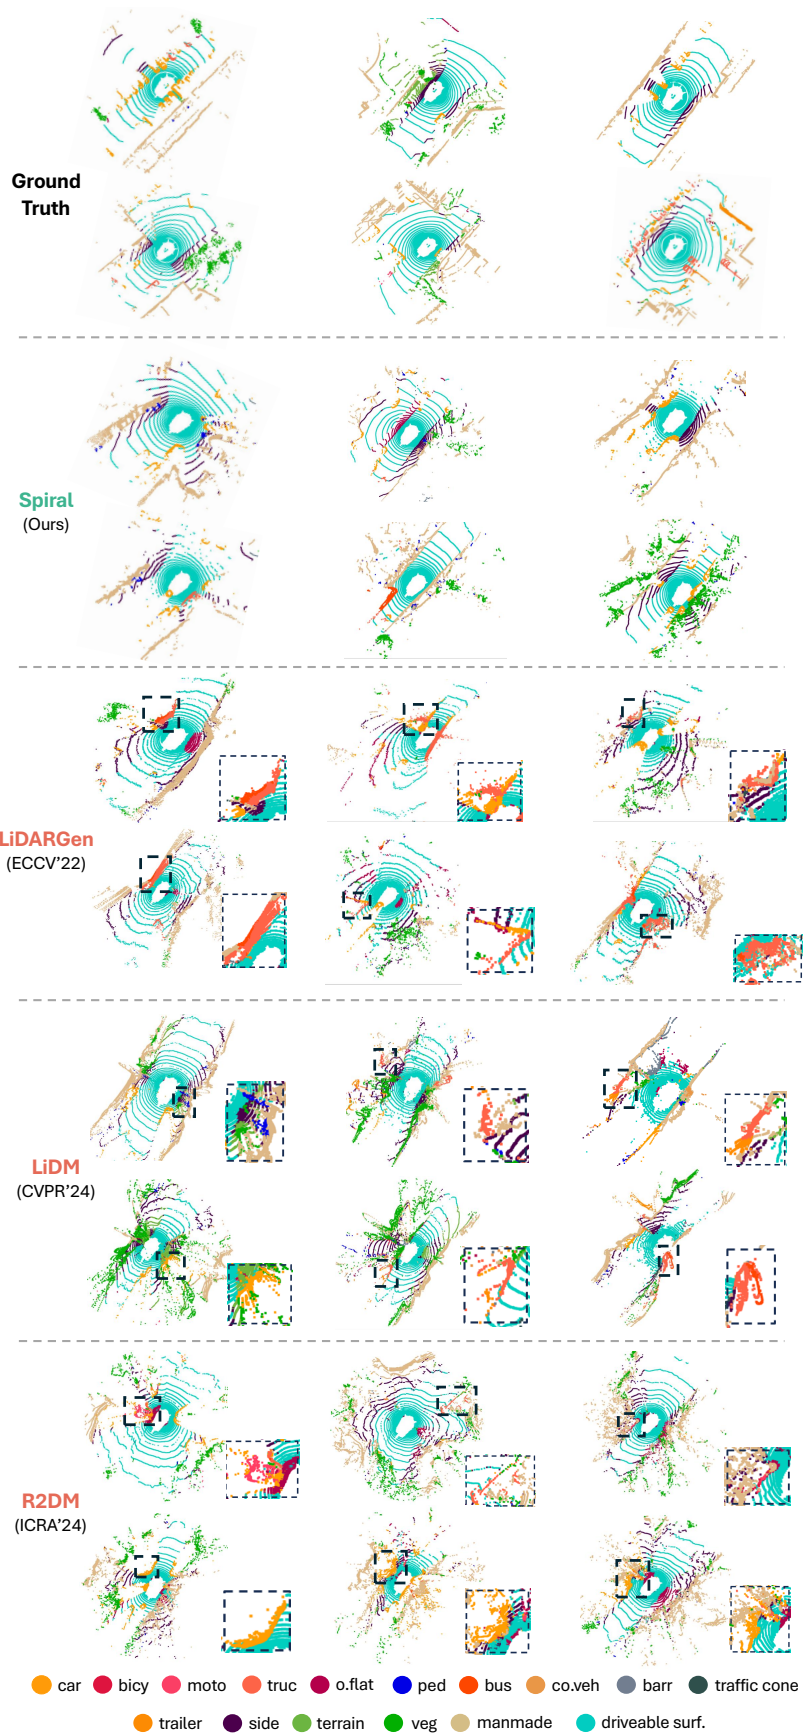 Ground
Truth
Spiral
(Ours)
LiDARGen
(ECCV'22)
LiDM
(CVPR'24)
R2DM
(ICRA'24)
car bicy moto truc o.flat ped bus co.veh barr traffic cone
trailer side terrain veg manmade driveable surf.